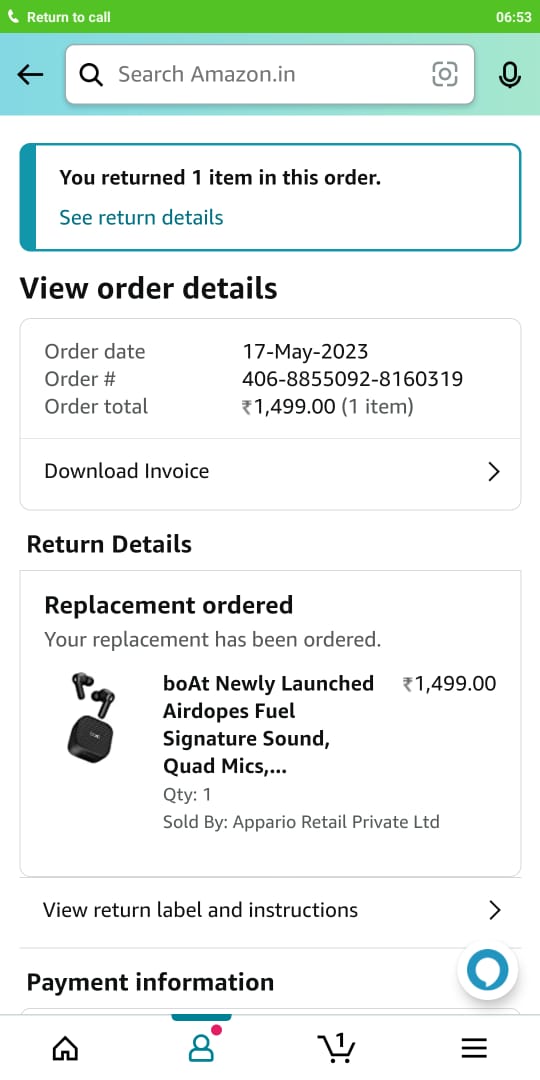 Return to call 06:53
Search Amazon.in
You returned 1 item in this order.
See return details
View order details
Order date 17-May-2023
Order # 406-8855092-8160319
Order total ₹1,499.00 (1 item)
Download Invoice
Return Details
Replacement ordered
Your replacement has been ordered.
boAt Newly Launched ₹1,499.00
Airdopes Fuel
Signature Sound,
Quad Mics,...
Qty: 1
Sold By: Appario Retail Private Ltd
View return label and instructions
Payment information
1